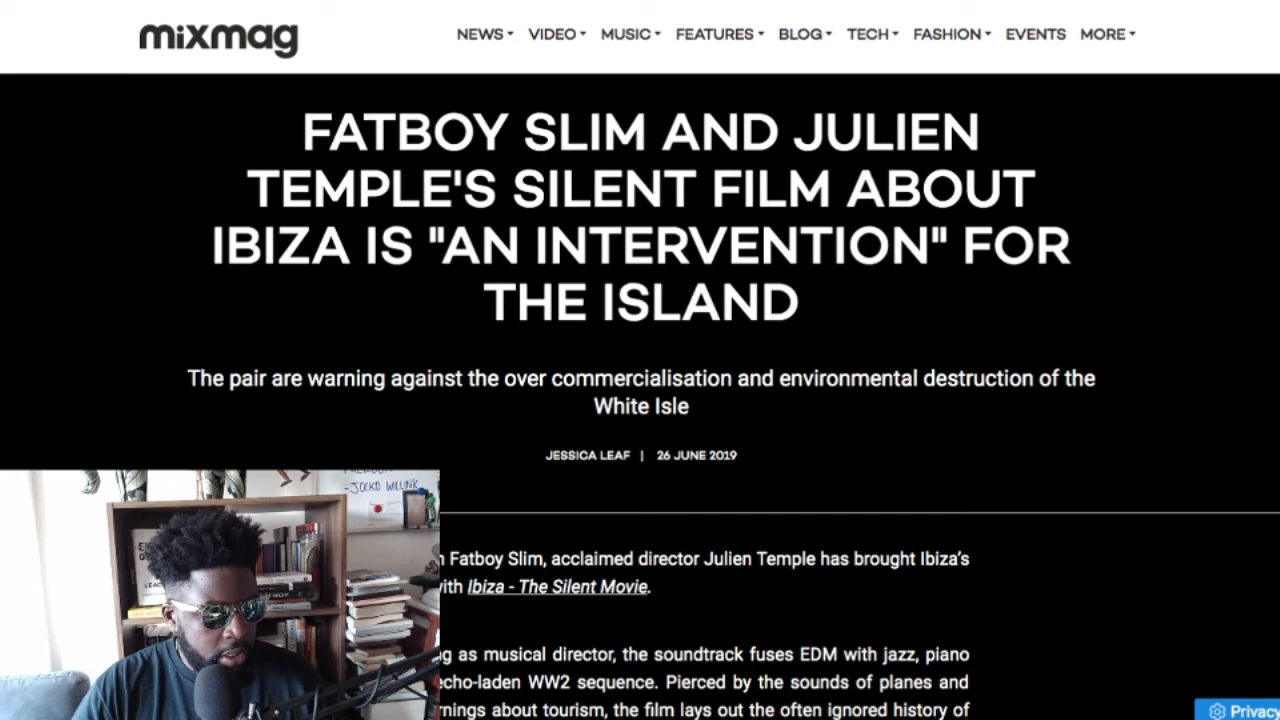 mixmag
NEWS VIDEO MUSIC FEATURES BLOG TECH FASHION EVENTS MORE
FATBOY SLIM AND JULIEN
TEMPLE'S SILENT FILM ABOUT
IBIZA IS "AN INTERVENTION" FOR
THE ISLAND
The pair are warning against the over commercialisation and environmental destruction of the
White Isle
JESSICA LEAF | 26 JUNE 2019
-JOCKO WILLINK
Fatboy Slim, acclaimed director Julien Temple has brought Ibiza's
Ibiza - The Silent Movie.
as musical director, the soundtrack fuses EDM with jazz, piano
echo-laden WW2 sequence. Pierced by the sounds of planes and
about tourism, the film lays out the often ignored history of
Privacy